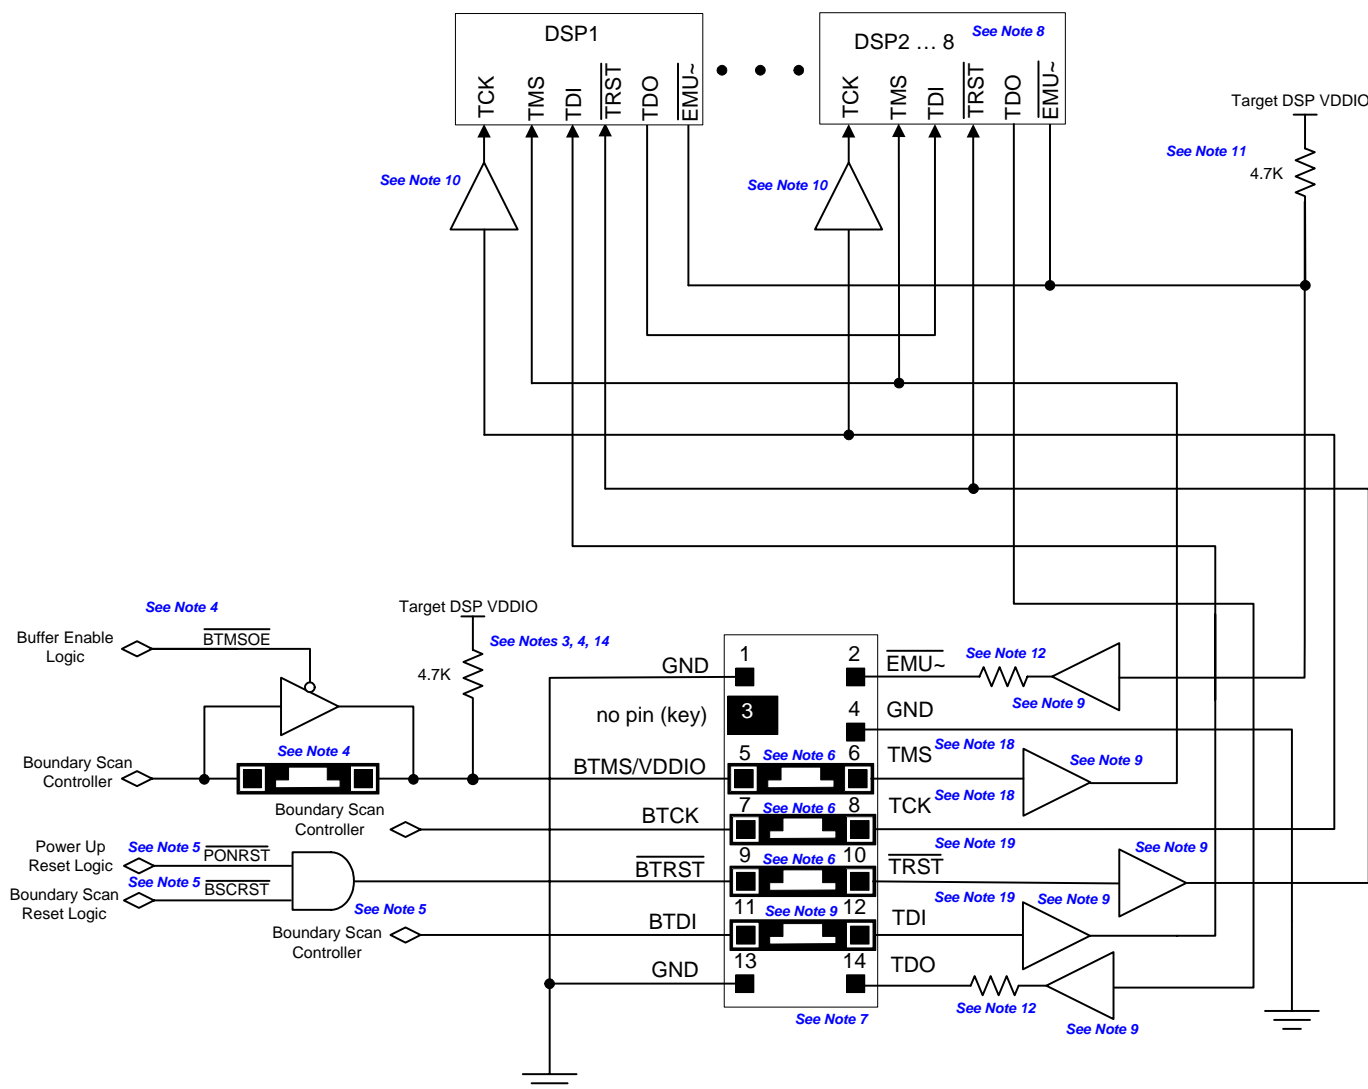 DSP1
DSP2 ... 8
See Note 8
TCK
TMS
TDI
TRST
TDO
EMU~
TCK
TMS
TDI
TRST
TDO
EMU~
Target DSP VDDIO
See Note 11
4.7K
See Note 10
See Note 10
See Note 4
Target DSP VDDIO
Buffer Enable
Logic
BTMSOE
See Notes 3, 4, 14
4.7K
GND
1
2
EMU~
See Note 12
See Note 9
no pin (key)
3
4
GND
See Note 4
Boundary Scan
Controller
BTMS/VDDIO
5
See Note 6
6
TMS
See Note 18
See Note 9
See Note 18
Boundary Scan
Controller
BTCK
7
See Note 6
8
TCK
See Note 19
Power Up
Reset Logic
See Note 5
PONRST
See Note 5
BSCRST
Boundary Scan
Reset Logic
See Note 5
BTRST
9
See Note 6
10
TRST
See Note 9
See Note 19
See Note 9
Boundary Scan
Controller
BTDI
11
See Note 9
12
TDI
GND
13
14
TDO
See Note 12
See Note 9
See Note 7